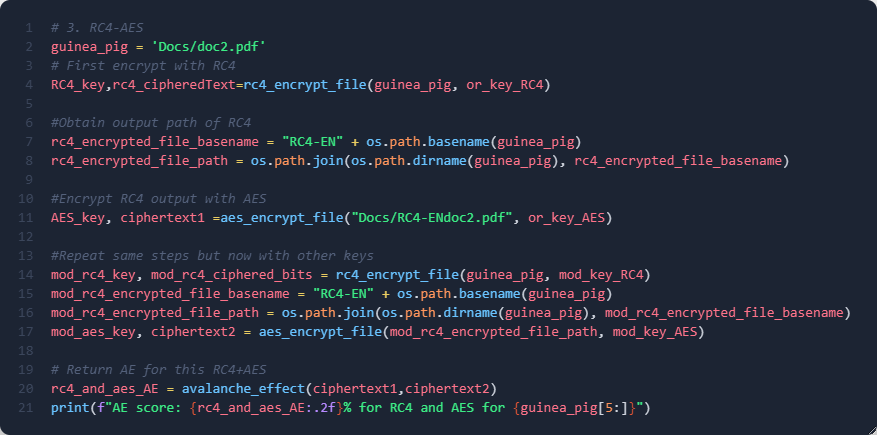 1 # 3. RC4-AES
2 guinea_pig = 'Docs/doc2.pdf'
3 # First encrypt with RC4
4 RC4_key,rc4_cipheredText=rc4_encrypt_file(guinea_pig, or_key_RC4)
5
6 #Obtain output path of RC4
7 rc4_encrypted_file_basename = "RC4-EN" + os.path.basename(guinea_pig)
8 rc4_encrypted_file_path = os.path.join(os.path.dirname(guinea_pig), rc4_encrypted_file_basename)
9
10 #Encrypt RC4 output with AES
11 AES_key, ciphertext1 =aes_encrypt_file("Docs/RC4-ENdoc2.pdf", or_key_AES)
12
13 #Repeat same steps but now with other keys
14 mod_rc4_key, mod_rc4_ciphered_bits = rc4_encrypt_file(guinea_pig, mod_key_RC4)
15 mod_rc4_encrypted_file_basename = "RC4-EN" + os.path.basename(guinea_pig)
16 mod_rc4_encrypted_file_path = os.path.join(os.path.dirname(guinea_pig), mod_rc4_encrypted_file_basename)
17 mod_aes_key, ciphertext2 = aes_encrypt_file(mod_rc4_encrypted_file_path, mod_key_AES)
18
19 # Return AE for this RC4+AES
20 rc4_and_aes_AE = avalanche_effect(ciphertext1,ciphertext2)
21 print(f"AE score: {rc4_and_aes_AE:.2f}% for RC4 and AES for {guinea_pig[5:]}")